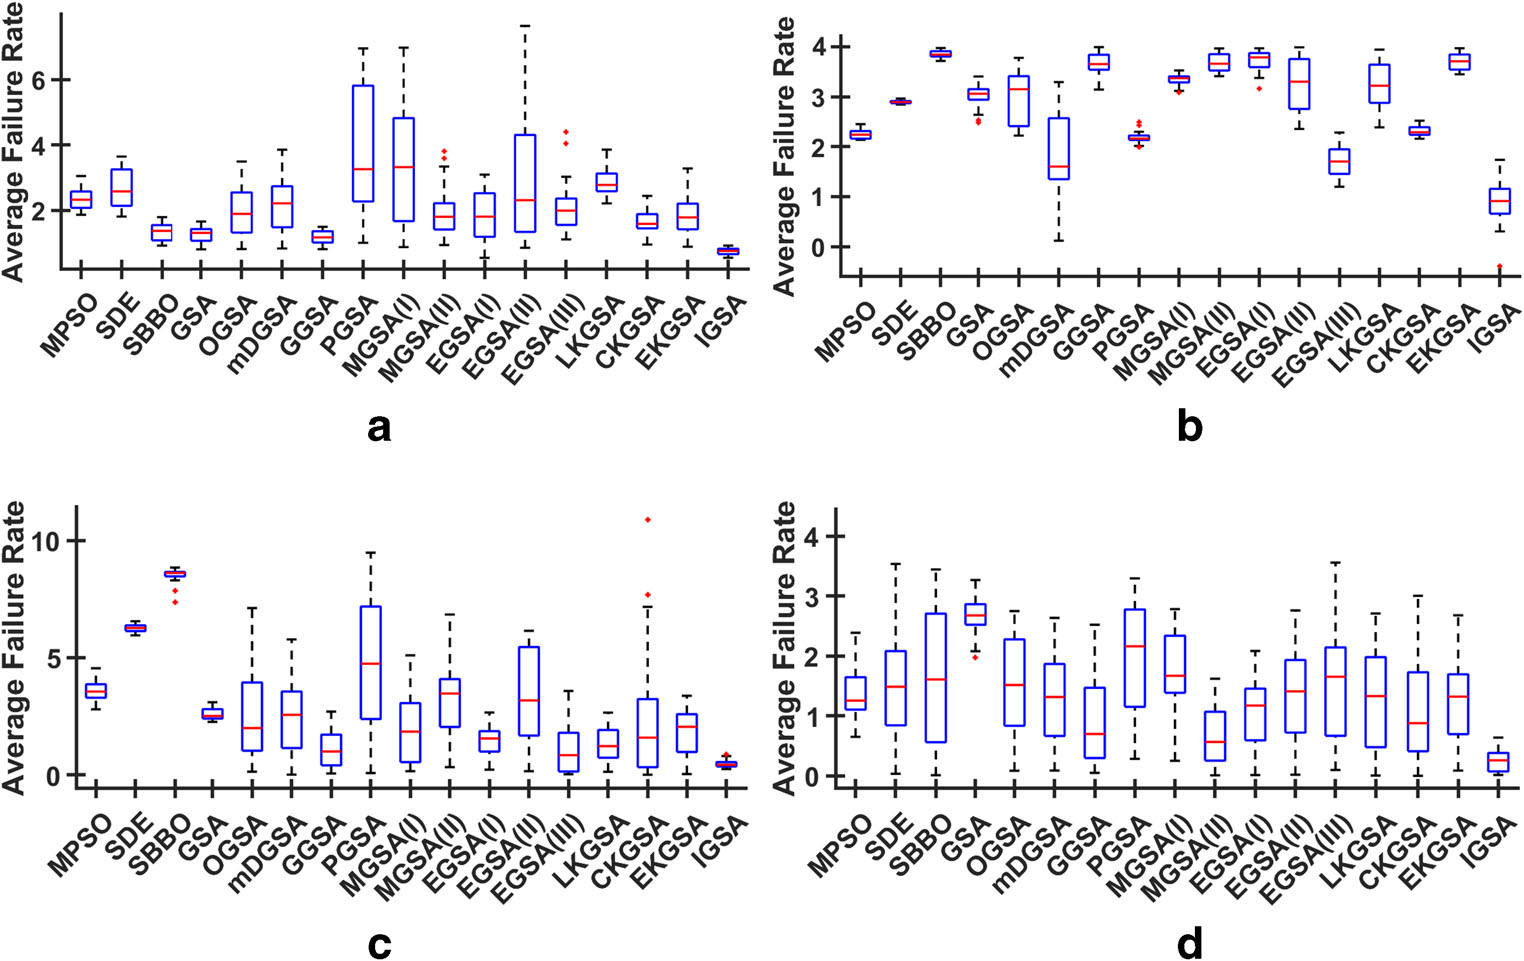 Average Failure Rate
6
4
2
MPSO
SDE
SBBO
GSA
OGSA
mDGSA
GGSA
PGSA
MGSA(I)
MGSA(II)
EGSA(I)
EGSA(II)
EGSA(III)
LKGSA
CKGSA
EKGSA
IGSA
a
Average Failure Rate
4
3
2
1
0
MPSO
SDE
SBBO
GSA
OGSA
mDGSA
GGSA
PGSA
MGSA(I)
MGSA(II)
EGSA(I)
EGSA(II)
EGSA(III)
LKGSA
CKGSA
EKGSA
IGSA
b
Average Failure Rate
10
5
0
MPSO
SDE
SBBO
GSA
OGSA
mDGSA
GGSA
PGSA
MGSA(I)
MGSA(II)
EGSA(I)
EGSA(II)
EGSA(III)
LKGSA
CKGSA
EKGSA
IGSA
c
Average Failure Rate
4
3
2
1
0
MPSO
SDE
SBBO
GSA
OGSA
mDGSA
GGSA
PGSA
MGSA(I)
MGSA(II)
EGSA(I)
EGSA(II)
EGSA(III)
LKGSA
CKGSA
EKGSA
IGSA
d